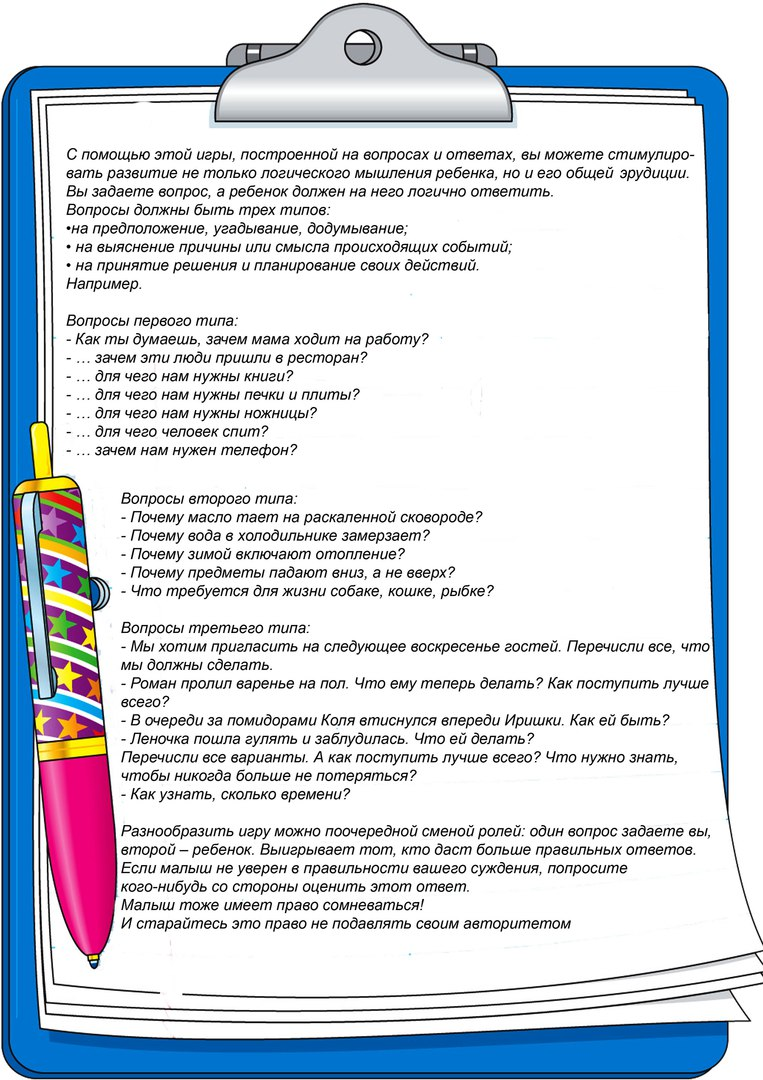 С помощью этой игры, построенной на вопросах и ответах, вы можете стимулиро-
вать развитие не только логического мышления ребенка, но и его общей эрудиции.
Вы задаете вопрос, а ребенок должен на него логично ответить.
Вопросы должны быть трех типов:
•на предположение, угадывание, додумывание;
• на выяснение причины или смысла происходящих событий;
• на принятие решения и планирование своих действий.
Например.
Вопросы первого типа:
- Как ты думаешь, зачем мама ходит на работу?
- … зачем эти люди пришли в ресторан?
- … для чего нам нужны книги?
- … для чего нам нужны печки и плиты?
- … для чего нам нужны ножницы?
- … для чего человек спит?
- … зачем нам нужен телефон?
Вопросы второго типа:
- Почему масло тает на раскаленной сковороде?
- Почему вода в холодильнике замерзает?
- Почему зимой включают отопление?
- Почему предметы падают вниз, а не вверх?
- Что требуется для жизни собаке, кошке, рыбке?
Вопросы третьего типа:
- Мы хотим пригласить на следующее воскресенье гостей. Перечисли все, что
мы должны сделать.
- Роман пролил варенье на пол. Что ему теперь делать? Как поступить лучше
всего?
- В очереди за помидорами Коля втиснулся впереди Иришки. Как ей быть?
- Леночка пошла гулять и заблудилась. Что ей делать?
Перечисли все варианты. А как поступить лучше всего? Что нужно знать,
чтобы никогда больше не потеряться?
- Как узнать, сколько времени?
Разнообразить игру можно поочередной сменой ролей: один вопрос задаете вы,
второй – ребенок. Выигрывает тот, кто даст больше правильных ответов.
Если малыш не уверен в правильности вашего суждения, попросите
кого-нибудь со стороны оценить этот ответ.
Малыш тоже имеет право сомневаться!
И старайтесь это право не подавлять своим авторитетом